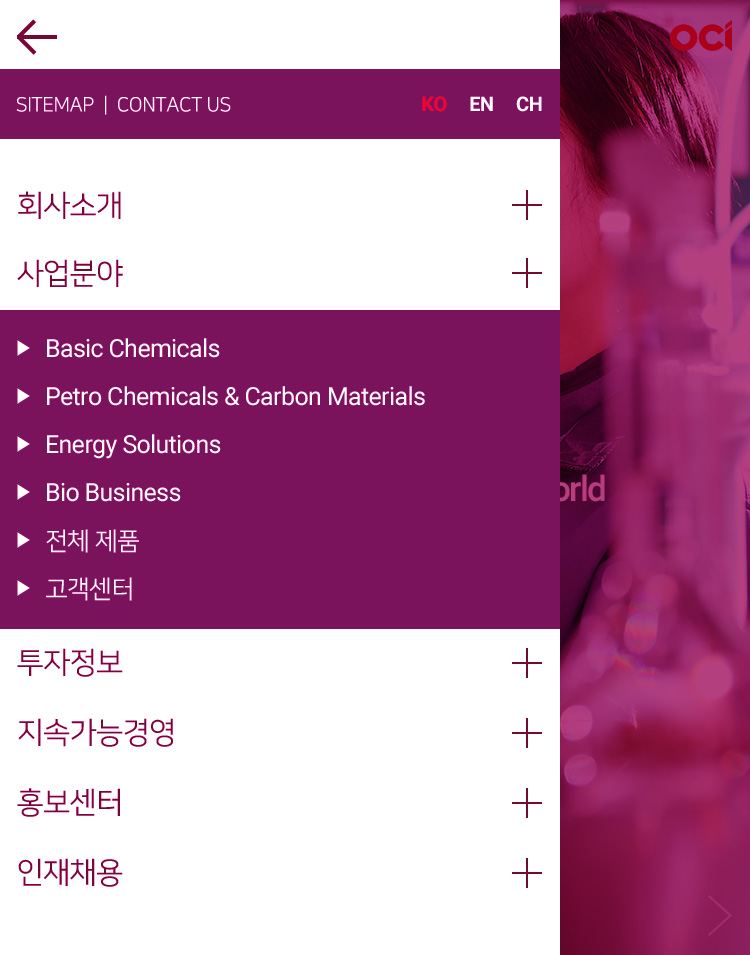 oci
SITEMAP | CONTACT US KO EN CH
회사소개
사업분야
Basic Chemicals
Petro Chemicals & Carbon Materials
Energy Solutions
Bio Business
orld
전체 제품
고객센터
투자정보
지속가능경영
홍보센터
인재채용